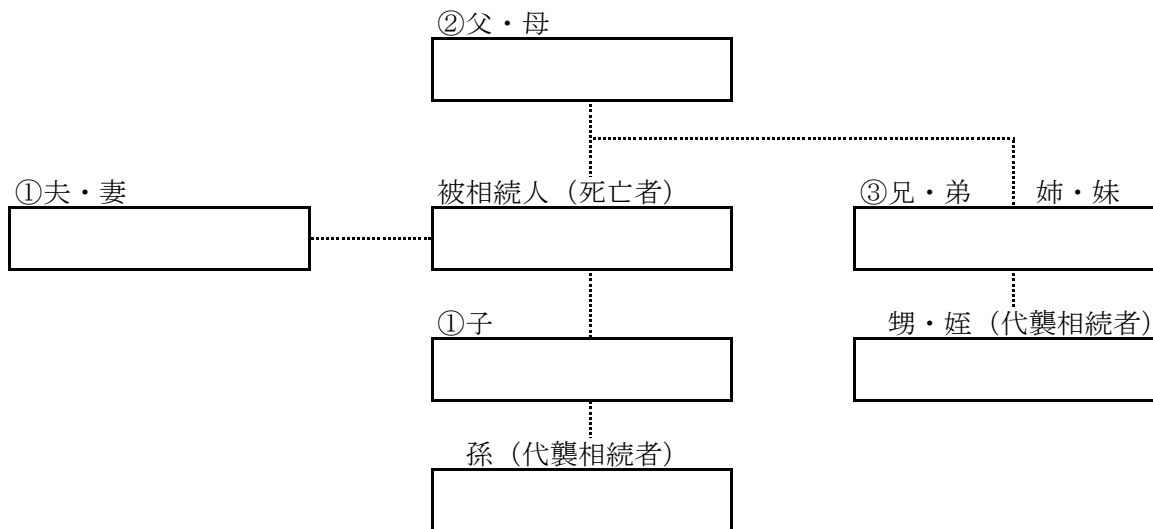 ②父・母
①夫・妻
被相続人（死亡者）
③兄・弟　　姉・妹
①子
甥・姪（代襲相続者）
孫（代襲相続者）